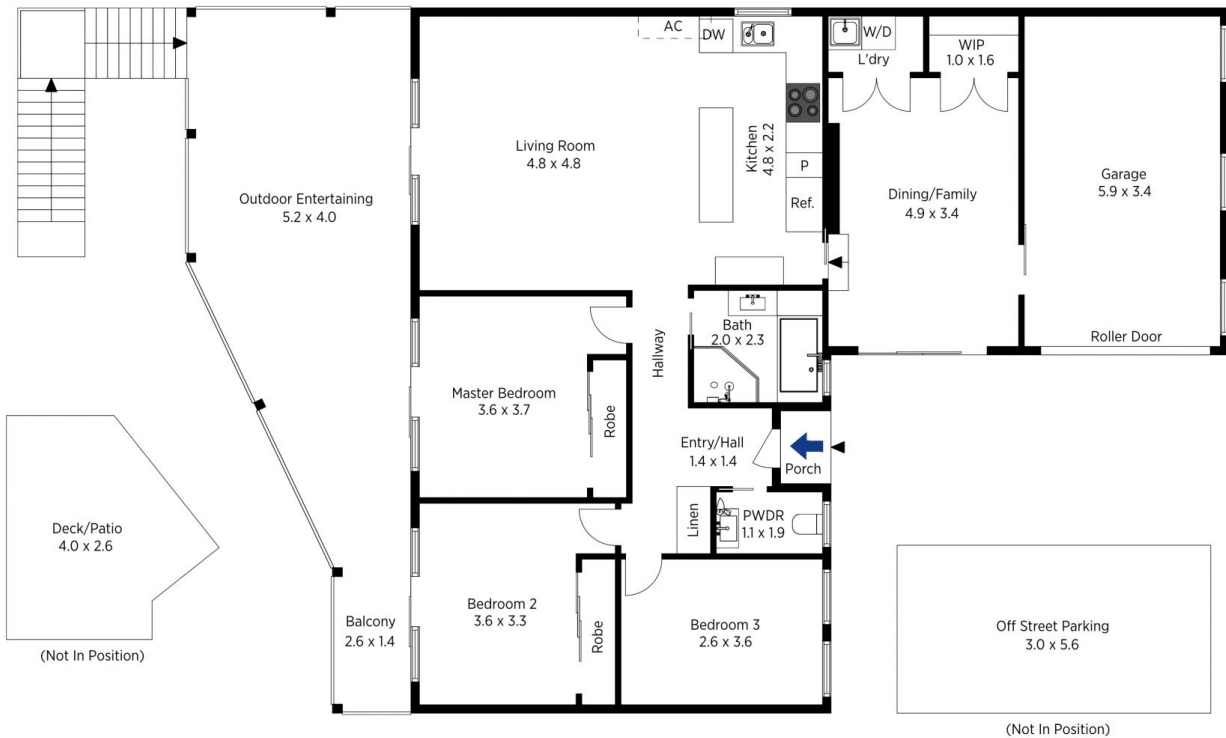 AC
DW
W/D
L'dry
WIP
1.0 x 1.6
Living Room
4.8 x 4.8
Kitchen
4.8 x 2.2
P
Ref.
Outdoor Entertaining
5.2 x 4.0
Dining/Family
4.9 x 3.4
Garage
5.9 x 3.4
Roller Door
Bath
2.0 x 2.3
Hallway
Master Bedroom
3.6 x 3.7
Robe
Entry/Hall
1.4 x 1.4
Porch
Linen
PWDR
1.1 x 1.9
Deck/Patio
4.0 x 2.6
(Not In Position)
Balcony
2.6 x 1.4
Bedroom 2
3.6 x 3.3
Robe
Bedroom 3
2.6 x 3.6
Off Street Parking
3.0 x 5.6
(Not In Position)